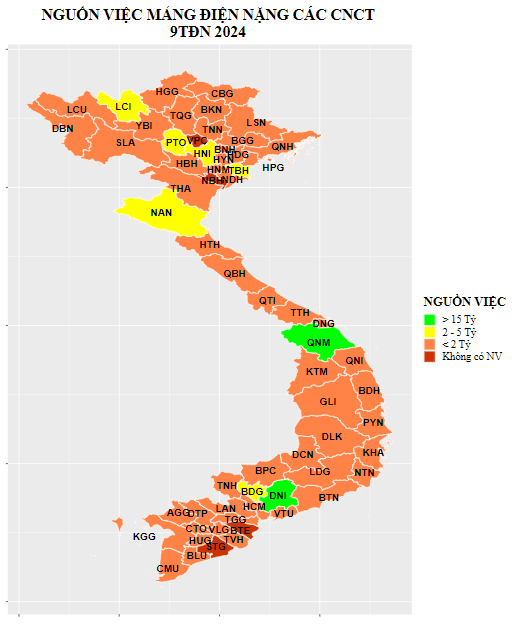 NGUỒN VIỆC MẢNG ĐIỆN NẶNG CÁC CNCT
9TĐN 2024
HGG
CBG
LCU
LCI
TQG
BKN
DBN
YBI
TNN
LSN
SLA
PTO
VPC
BGG
QNH
HNI
BNH
HDG
HYN
HBH
HNM
TBH
HPG
NBH
NDH
THA
NAN
HTH
QBH
QTI
TTH
DNG
QNM
QNI
KTM
BDH
GLI
PYN
DLK
DCN
KHA
BPC
LDG
NTN
TNH
BDG
DNI
BTN
LAN
HCM
VTU
AGG
DTP
TGG
KGG
CTO
VLG
BTE
HUG
TVH
STG
BLU
CMU
NGUỒN VIỆC
> 15 Tỷ
2 - 5 Tỷ
< 2 Tỷ
Không có NV